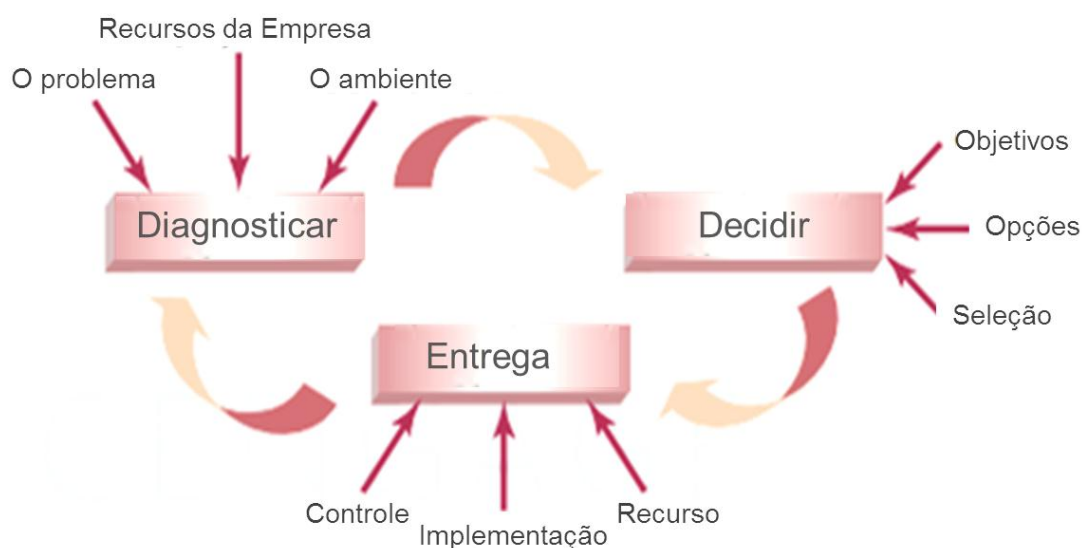 Recursos da Empresa
O problema
O ambiente
Diagnosticar
Decidir
Objetivos
Opções
Seleção
Entrega
Controle
Implementação
Recurso